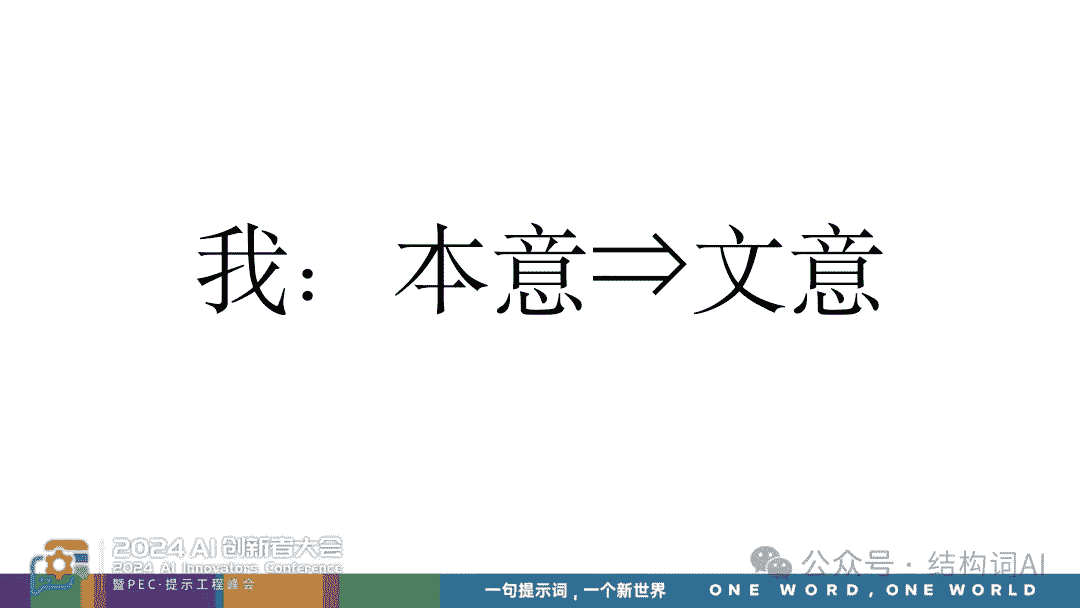 我： 本意⇒文意
2024 AI 创新者大会
2024 AI Innovators Conference
暨PEC·提示工程峰会
公众号 · 结构词AI
一句提示词，一个新世界
ONE WORD, ONE WORLD